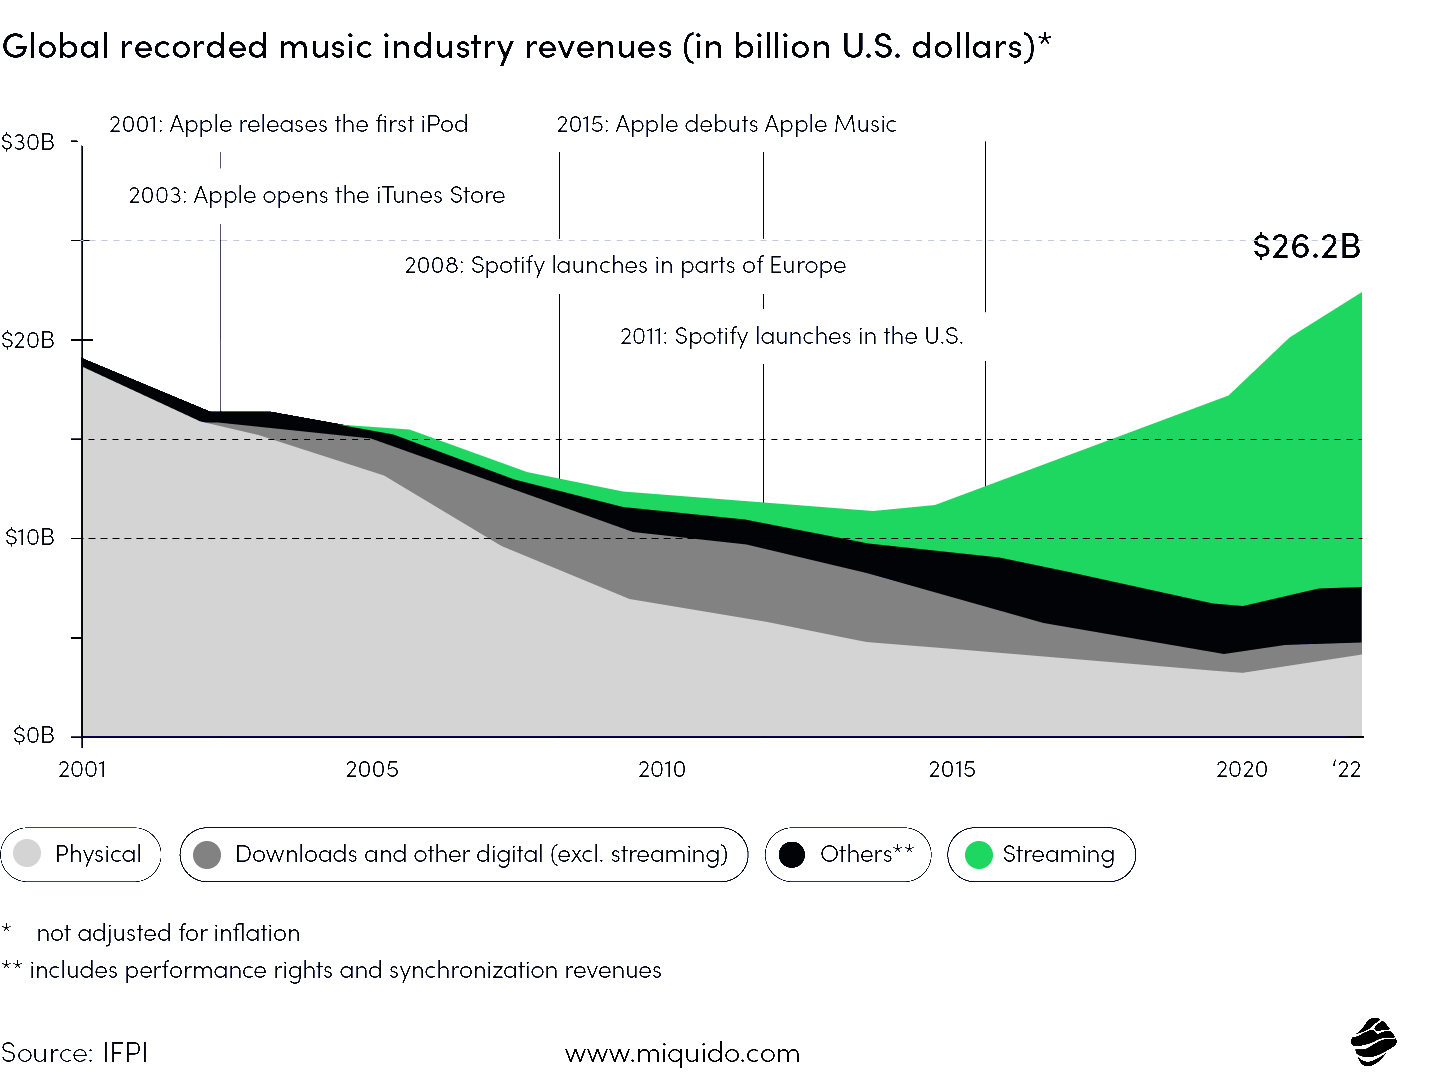 Global recorded music industry revenues (in billion U.S. dollars)*
2001: Apple releases the first iPod
2015: Apple debuts Apple Music
$30B
2003: Apple opens the iTunes Store
$26.2B
2008: Spotify launches in parts of Europe
2011: Spotify launches in the U.S.
$20B
$10B
$0B
2001 2005 2010 2015 2020 ‘22
Physical Downloads and other digital (excl. streaming) Others** Streaming
* not adjusted for inflation
** includes performance rights and synchronization revenues
Source: IFPI www.miquido.com